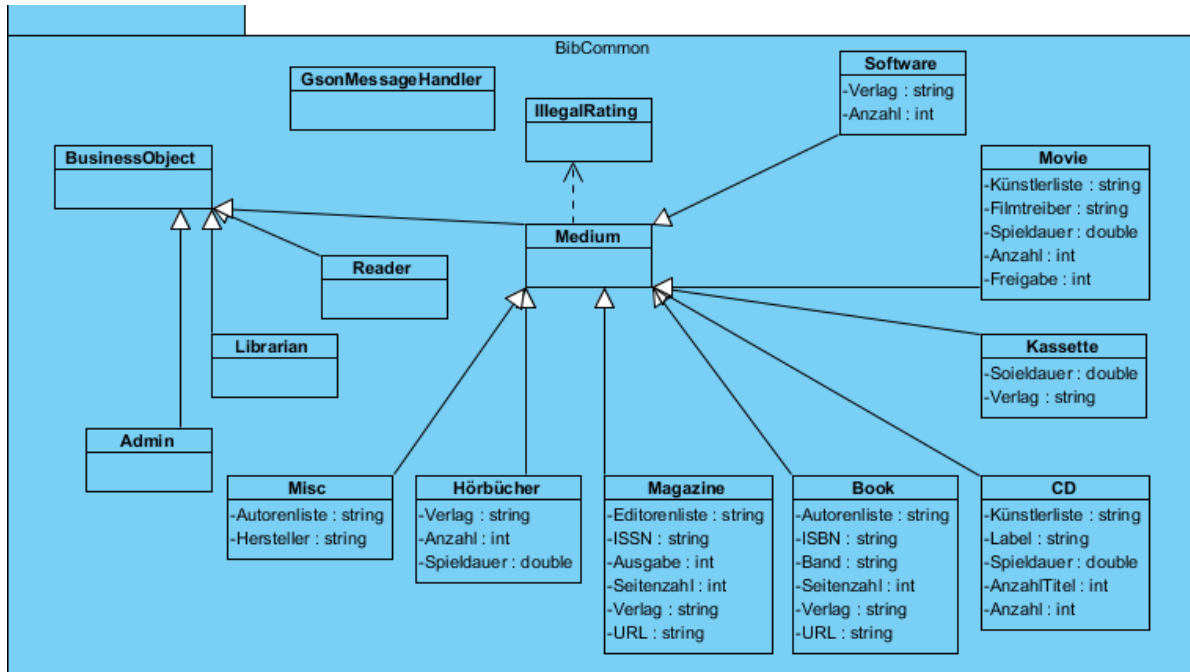 BibCommon
GsonMessageHandler
IllegalRating
Software
-Verlag : string
-Anzahl : int
BusinessObject
Movie
-Künstlerliste : string
-Filmtreiber : string
-Spieldauer : double
-Anzahl : int
-Freigabe : int
Medium
Reader
Librarian
Kassette
-Soieldauer : double
-Verlag : string
Admin
Misc
-Autorenliste : string
-Hersteller : string
Hörbücher
-Verlag : string
-Anzahl : int
-Spieldauer : double
Magazine
-Editorenliste : string
-ISSN : string
-Ausgabe : int
-Seitenzahl : int
-Verlag : string
-URL : string
Book
-Autorenliste : string
-ISBN : string
-Band : string
-Seitenzahl : int
-Verlag : string
-URL : string
CD
-Künstlerliste : string
-Label : string
-Spieldauer : double
-AnzahlTitel : int
-Anzahl : int